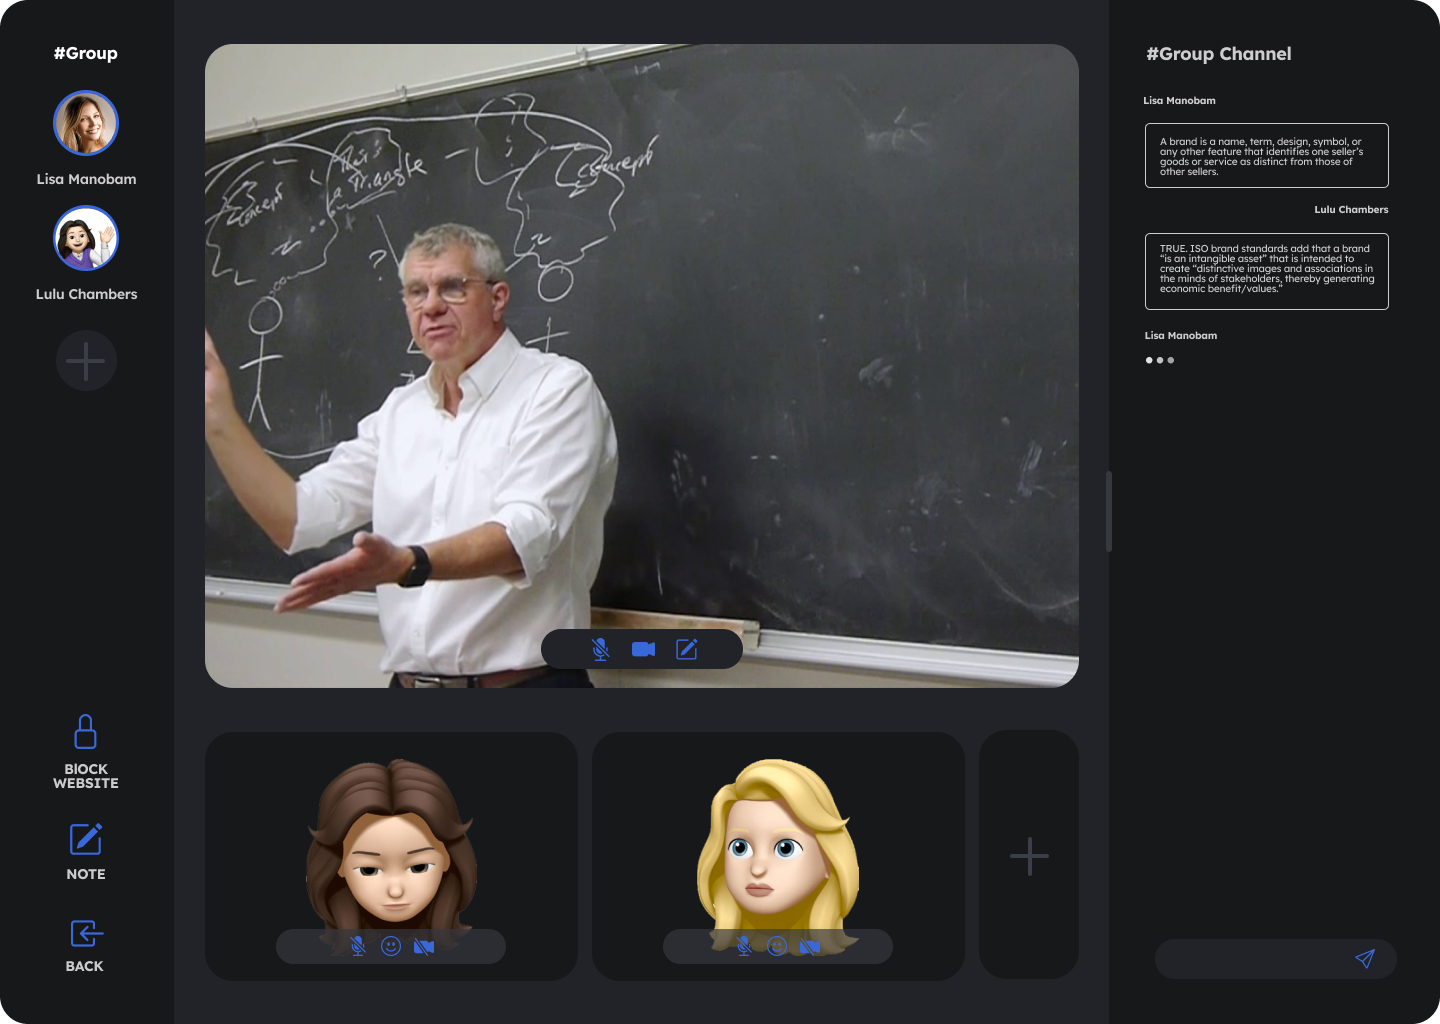 #Group
Lisa Manobam
Lulu Chambers
BlOCK
WEBSITE
NOTE
BACK
This is
a Triangle
Concept
Concept
?
#Group Channel
Lisa Manobam
A brand is a name, term, design, symbol, or
any other feature that identifies one seller's
goods or service as distinct from those of
other sellers.
Lulu Chambers
TRUE. ISO brand standards add that a brand
“is an intangible asset” that is intended to
create “distinctive images and associations in
the minds of stakeholders, thereby generating
economic benefit/values.”
Lisa Manobam